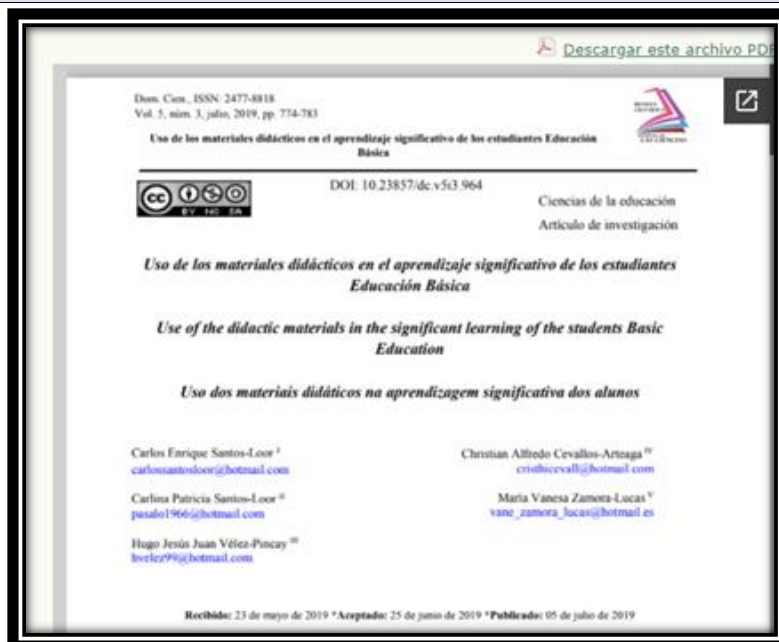 Descargar este archivo PDF
Dom. Cien., ISSN: 2477-8818
Vol. 5, núm. 3, julio, 2019, pp. 774-783
Uso de los materiales didácticos en el aprendizaje significativo de los estudiantes Educación
Básica
DOI: 10.23857/dc.v5i3.964
cc BY NC SA
Ciencias de la educación
Artículo de investigación
Uso de los materiales didácticos en el aprendizaje significativo de los estudiantes
Educación Básica
Use of the didactic materials in the significant learning of the students Basic
Education
Uso dos materiais didáticos na aprendizagem significativa dos alunos
Carlos Enrique Santos-Loor I
carlossantosloor@hotmail.com
Carlina Patricia Santos-Loor II
pasalo1966@hotmail.com
Hugo Jesús Juan Vélez-Pincay III
hvelez99@hotmail.com
Christian Alfredo Cevallos-Arteaga IV
cristhicevall@hotmail.com
María Vanesa Zamora-Lucas V
vane_zamora_lucas@hotmail.es
Recibido: 23 de mayo de 2019 *Aceptado: 25 de junio de 2019 *Publicado: 05 de julio de 2019